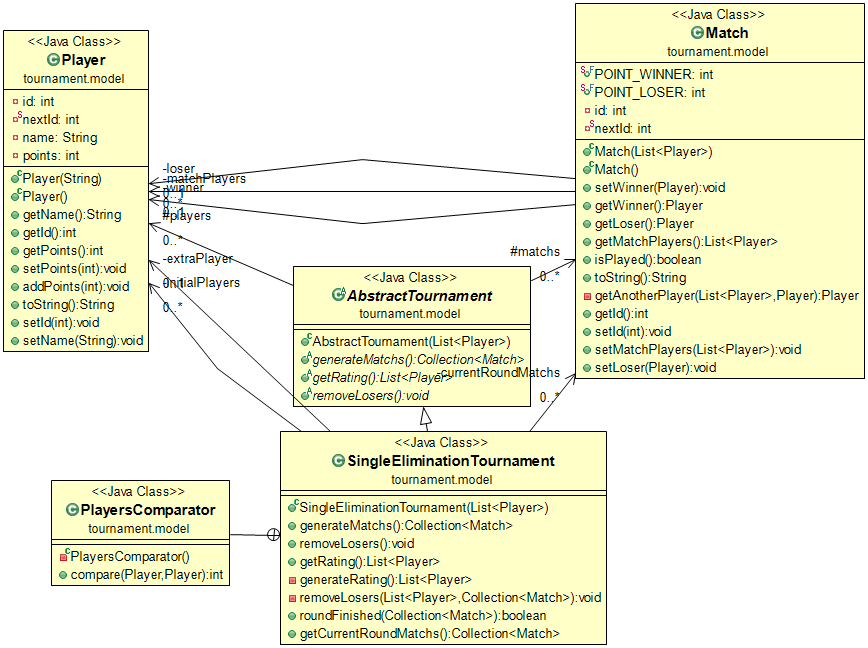 <<Java Class>>
Player
tournament.model
id: int
nextId: int
name: String
points: int
Player(String)
Player()
getName():String
getId():int
getPoints():int
setPoints(int):void
addPoints(int):void
toString():String
setId(int):void
setName(String):void
<<Java Class>>
Match
tournament.model
POINT_WINNER: int
POINT_LOSER: int
id: int
nextId: int
Match(List<Player>)
Match()
setWinner(Player):void
getWinner():Player
getLoser():Player
getMatchPlayers():List<Player>
isPlayed():boolean
toString():String
getAnotherPlayer(List<Player>,Player):Player
getId():int
setId(int):void
setMatchPlayers(List<Player>):void
setLoser(Player):void
-loser
-matchPlayers
-winner
0..1
0..*
0..1
#players
0..*
-extraPlayer
-initialPlayers
0..*
#matchs
0..*
-currentRoundMatchs
0..*
<<Java Class>>
AbstractTournament
tournament.model
AbstractTournament(List<Player>)
generateMatchs():Collection<Match>
getRating():List<Player>
removeLosers():void
<<Java Class>>
SingleEliminationTournament
tournament.model
SingleEliminationTournament(List<Player>)
generateMatchs():Collection<Match>
removeLosers():void
getRating():List<Player>
generateRating():List<Player>
removeLosers(List<Player>,Collection<Match>):void
roundFinished(Collection<Match>):boolean
getCurrentRoundMatchs():Collection<Match>
<<Java Class>>
PlayersComparator
tournament.model
PlayersComparator()
compare(Player,Player):int